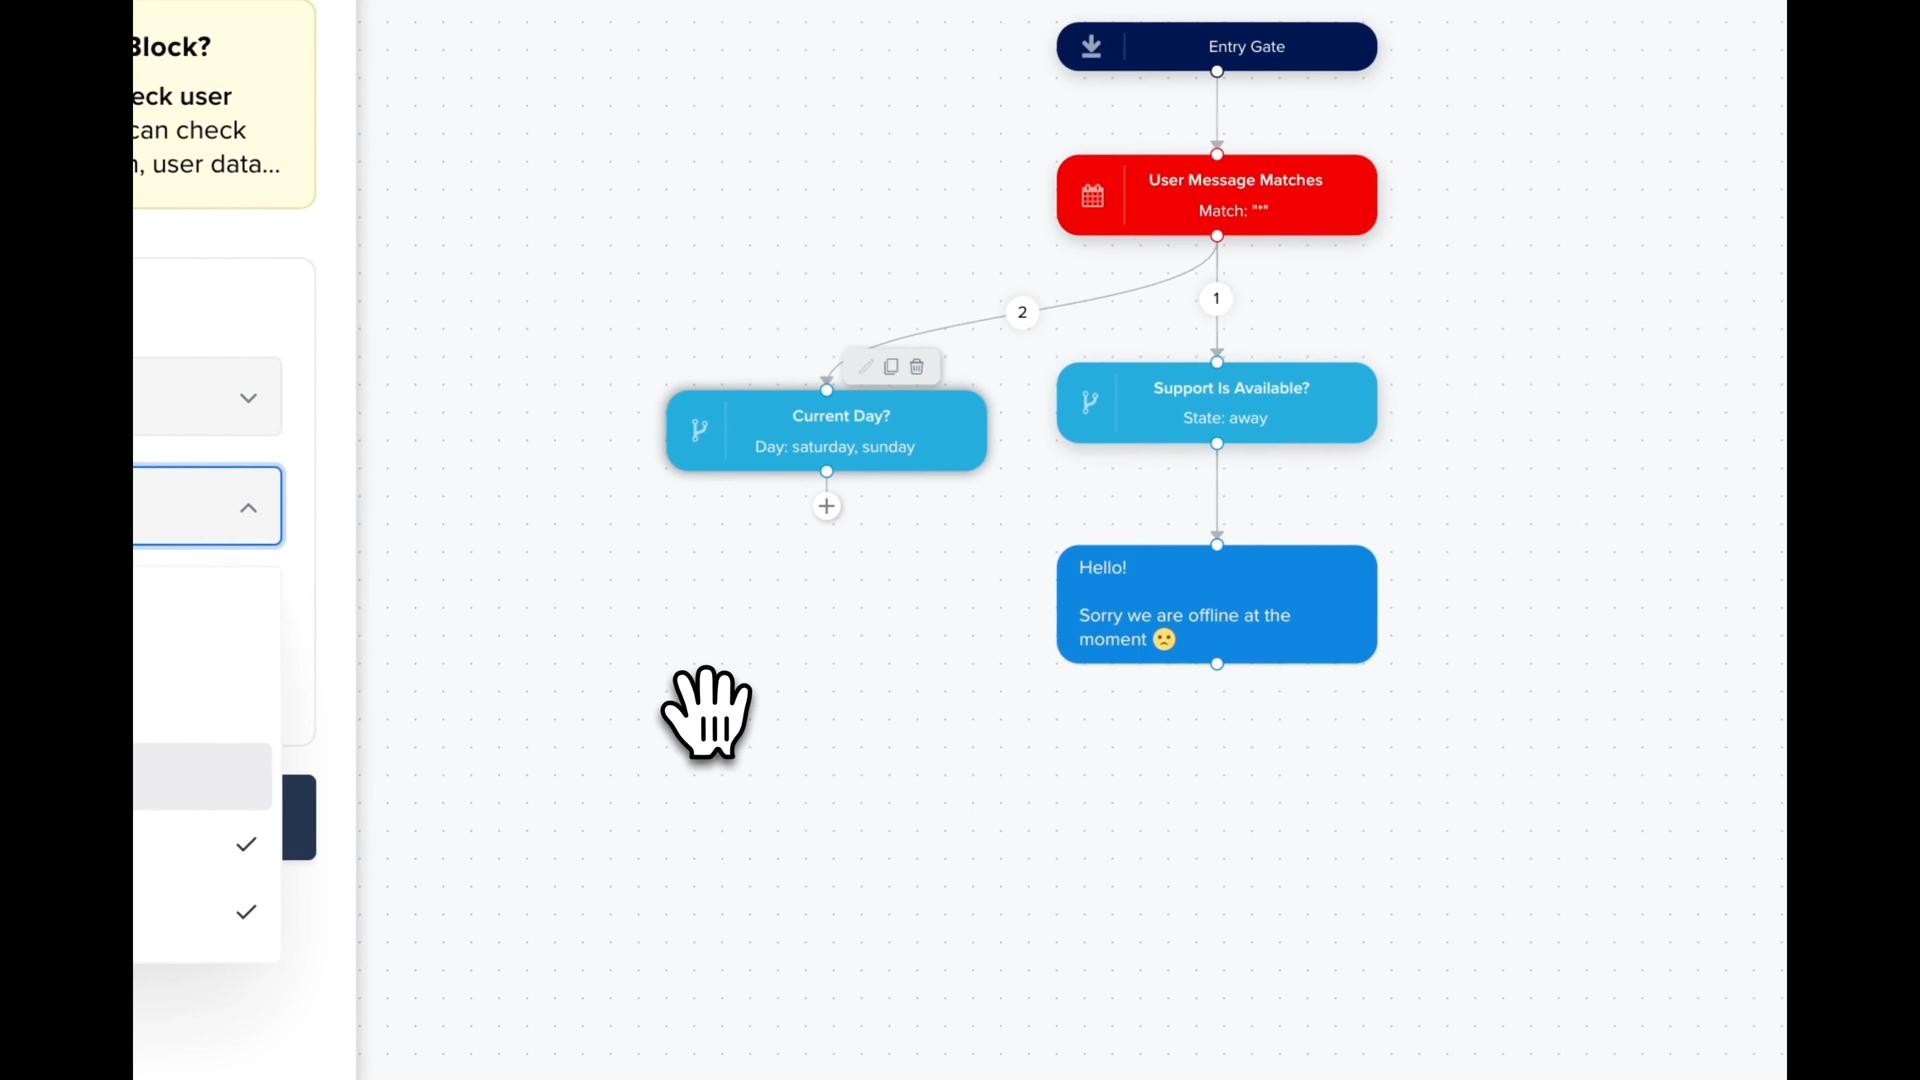 Block?
eck user
can check
, user data...
Entry Gate
User Message Matches
Match: "*"
2
1
Current Day?
Day: saturday, sunday
Support Is Available?
State: away
Hello!
Sorry we are offline at the
moment 🙁